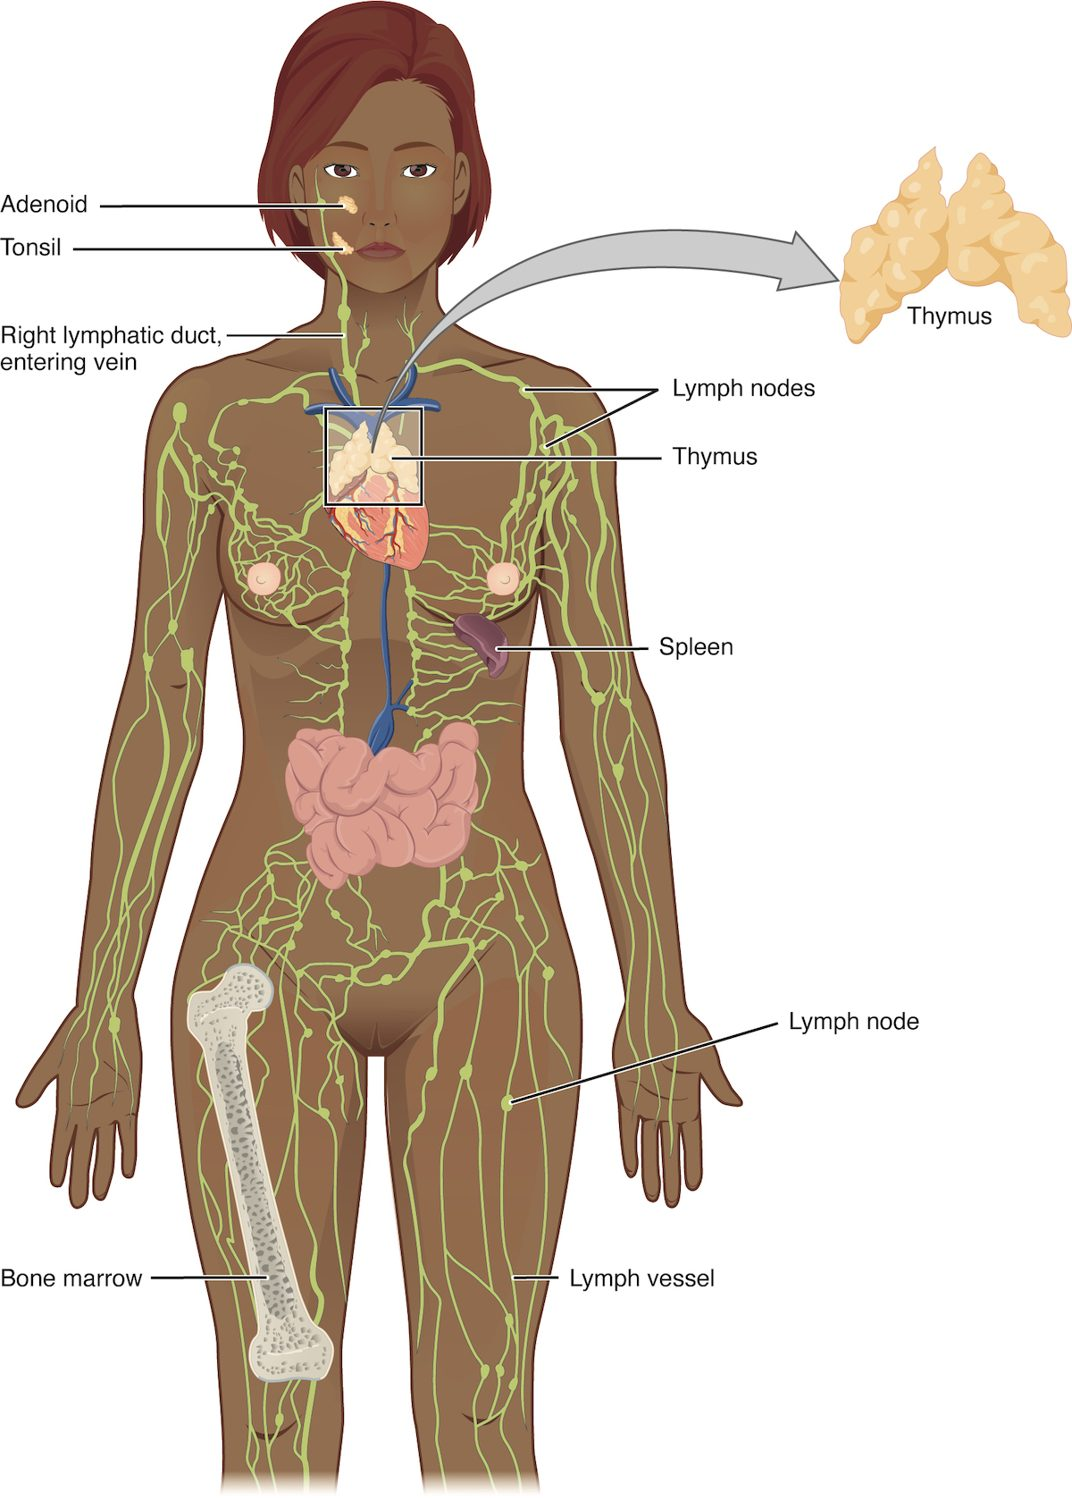 Adenoid
Tonsil
Thymus
Right lymphatic duct,
entering vein
Lymph nodes
Thymus
Spleen
Lymph node
Bone marrow
Lymph vessel